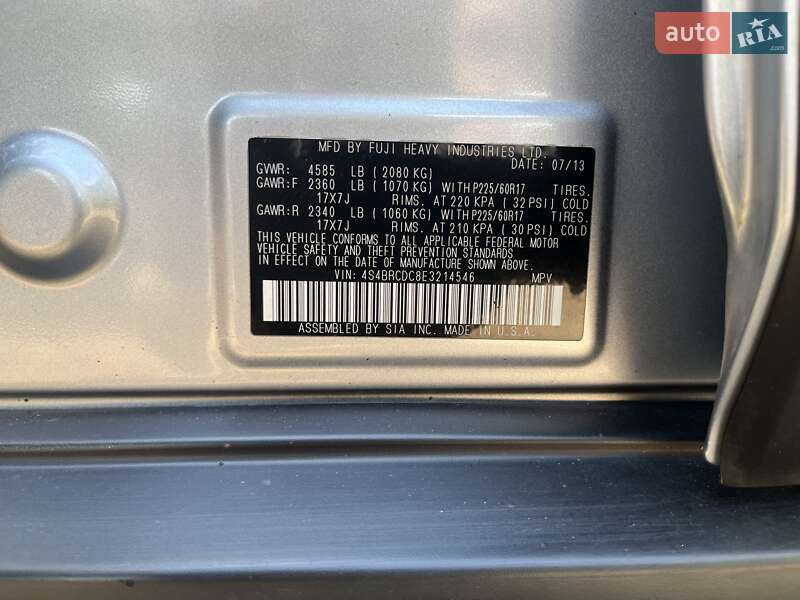 auto RIA
.com
MFD BY FUJI HEAVY INDUSTRIES LTD.
DATE: 07/13
GVWR: 4585 LB ( 2080 KG)
GAWR:F 2360 LB ( 1070 KG) WITH P225/60R17 TIRES.
17X7J RIMS. AT 220 KPA ( 32 PSI) COLD
GAWR:R 2340 LB ( 1060 KG) WITH P225/60R17 TIRES.
17X7J RIMS. AT 210 KPA ( 30 PSI) COLD
THIS VEHICLE CONFORMS TO ALL APPLICABLE FEDERAL MOTOR
VEHICLE SAFETY AND THEFT PREVENTION STANDARDS
IN EFFECT ON THE DATE OF MANUFACTURE SHOWN ABOVE.
VIN: 4S4BRCDC8E3214546 MPV
ASSEMBLED BY SIA INC. MADE IN U.S.A.